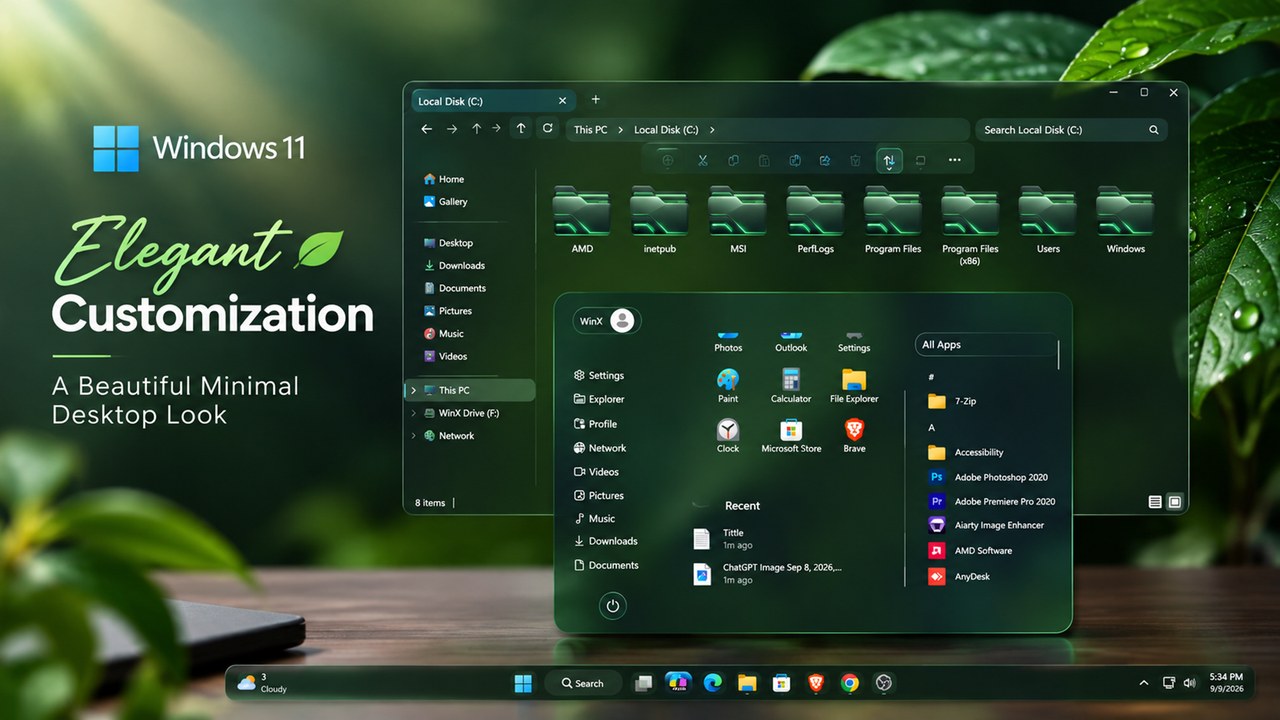 Windows 11
Elegant
Customization
A Beautiful Minimal
Desktop Look
Local Disk (C:)
This PC
Local Disk (C:)
Search Local Disk (C:)
Home
Gallery
Desktop
Downloads
Documents
Pictures
Music
Videos
This PC
WinX Drive (F:)
Network
8 items
AMD
inetpub
MSI
PerfLogs
Program Files
Program Files
(x86)
Users
Windows
WinX
Settings
Explorer
Profile
Network
Videos
Pictures
Music
Downloads
Documents
Photos
Outlook
Settings
Paint
Calculator
File Explorer
Clock
Microsoft Store
Brave
Recent
Tittle
1m ago
ChatGPT Image Sep 8, 2026,...
1m ago
All Apps
#
7-Zip
A
Accessibility
Ps
Adobe Photoshop 2020
Pr
Adobe Premiere Pro 2020
Aiarty Image Enhancer
AMD Software
AnyDesk
3
Cloudy
Search
5:34 PM
9/9/2026